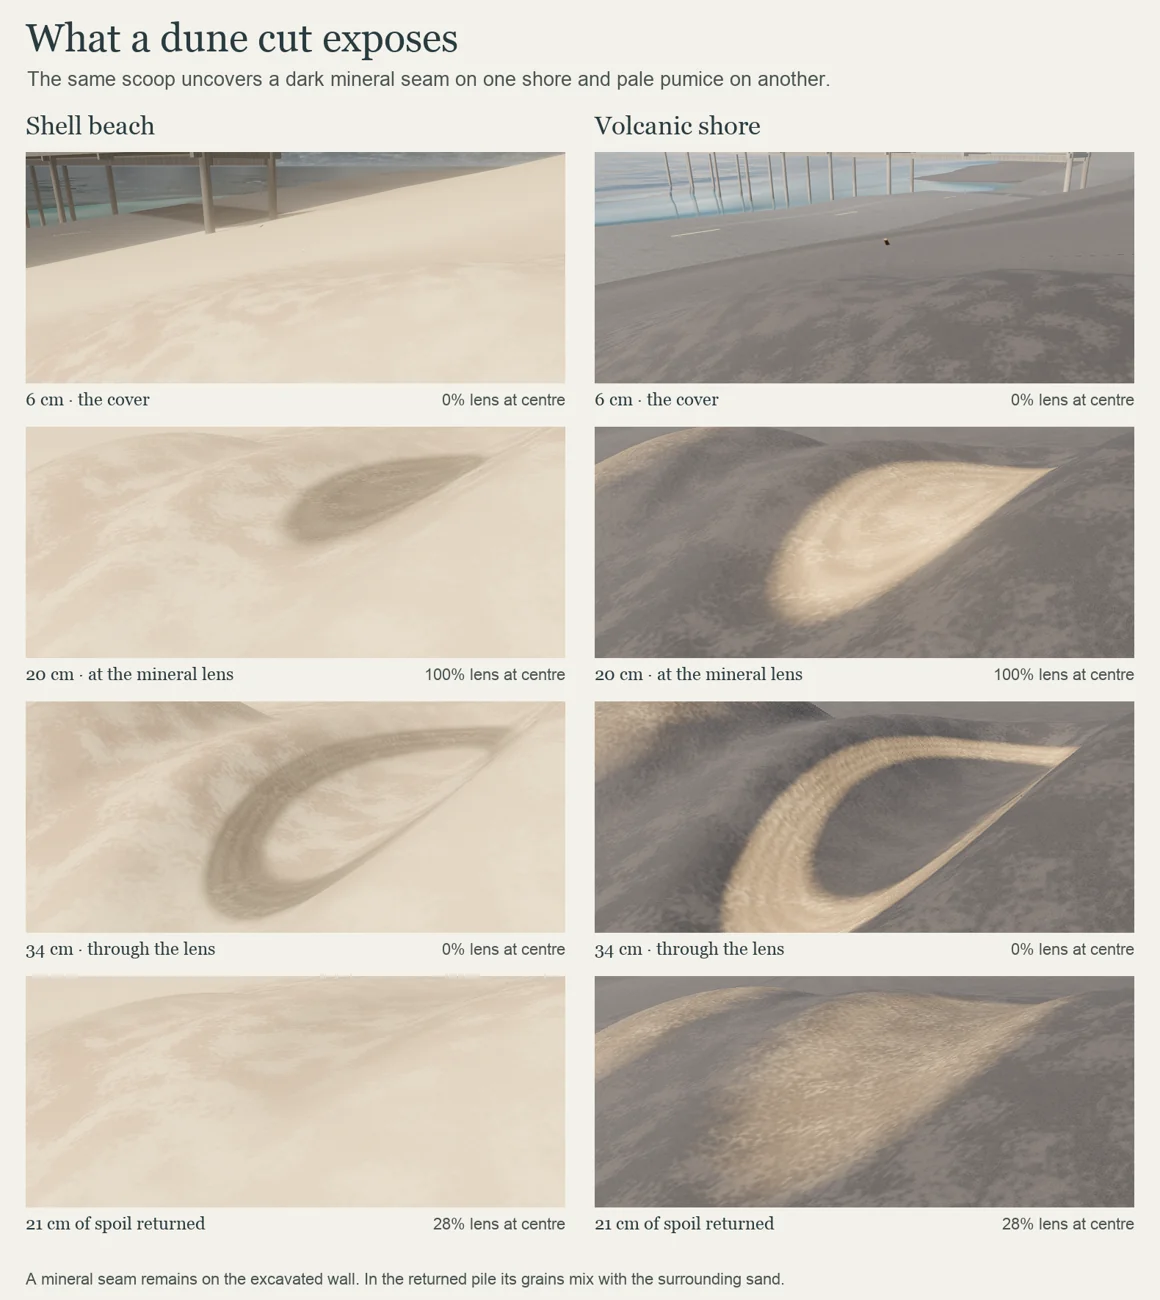 What a dune cut exposes
The same scoop uncovers a dark mineral seam on one shore and pale pumice on another.
Shell beach
Volcanic shore
6 cm · the cover
0% lens at centre
6 cm · the cover
0% lens at centre
20 cm · at the mineral lens
100% lens at centre
20 cm · at the mineral lens
100% lens at centre
34 cm · through the lens
0% lens at centre
34 cm · through the lens
0% lens at centre
21 cm of spoil returned
28% lens at centre
21 cm of spoil returned
28% lens at centre
A mineral seam remains on the excavated wall. In the returned pile its grains mix with the surrounding sand.